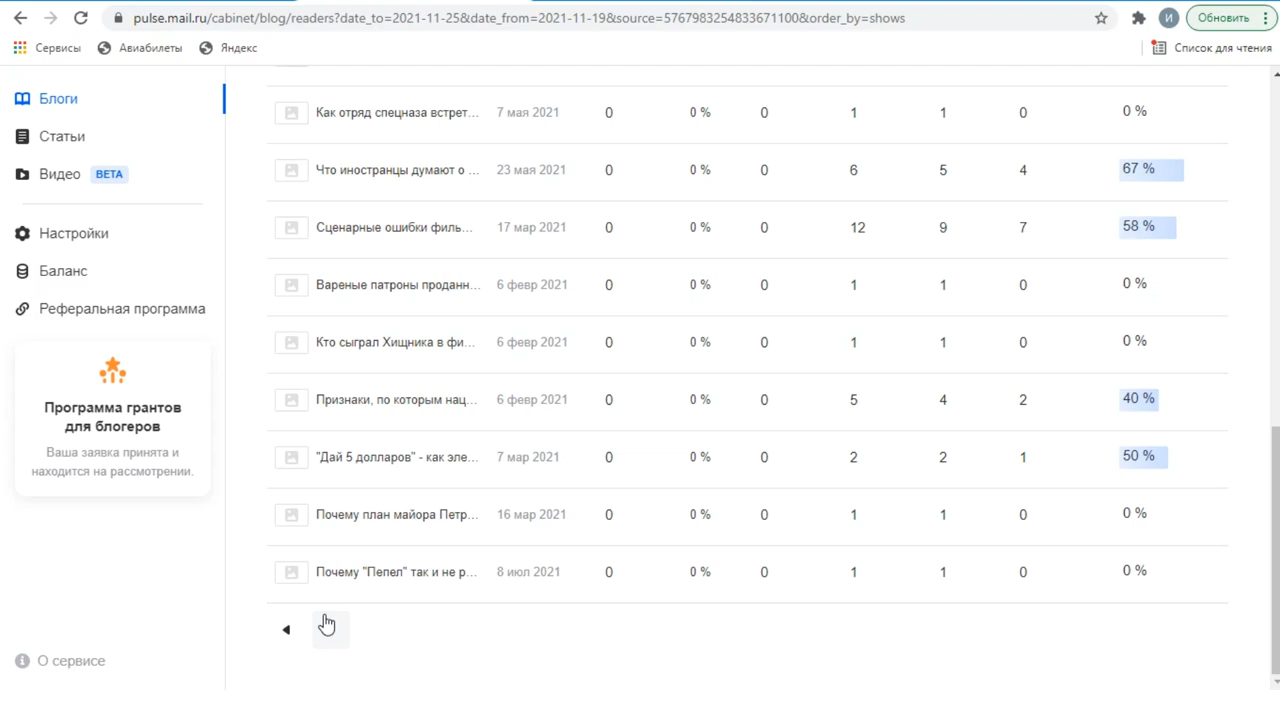 pulse.mail.ru/cabinet/blog/readers?date_to=2021-11-25&date_from=2021-11-19&source=5767983254833671100&order_by=shows
И
Обновить
Сервисы
Авиабилеты
Яндекс
Список для чтения
Блоги
Статьи
Видео BETA
Настройки
Баланс
Реферальная программа
Программа грантов
для блогеров
Ваша заявка принята и
находится на рассмотрении.
О сервисе
Как отряд спецназа встрет... 7 мая 2021 0 0 % 0 1 1 0 0 %
Что иностранцы думают о ... 23 мая 2021 0 0 % 0 6 5 4 67 %
Сценарные ошибки филь... 17 мар 2021 0 0 % 0 12 9 7 58 %
Вареные патроны проданн... 6 февр 2021 0 0 % 0 1 1 0 0 %
Кто сыграл Хищника в фи... 6 февр 2021 0 0 % 0 1 1 0 0 %
Признаки, по которым нац... 6 февр 2021 0 0 % 0 5 4 2 40 %
"Дай 5 долларов" - как эле... 7 мар 2021 0 0 % 0 2 2 1 50 %
Почему план майора Петр... 16 мар 2021 0 0 % 0 1 1 0 0 %
Почему "Пепел" так и не р... 8 июл 2021 0 0 % 0 1 1 0 0 %